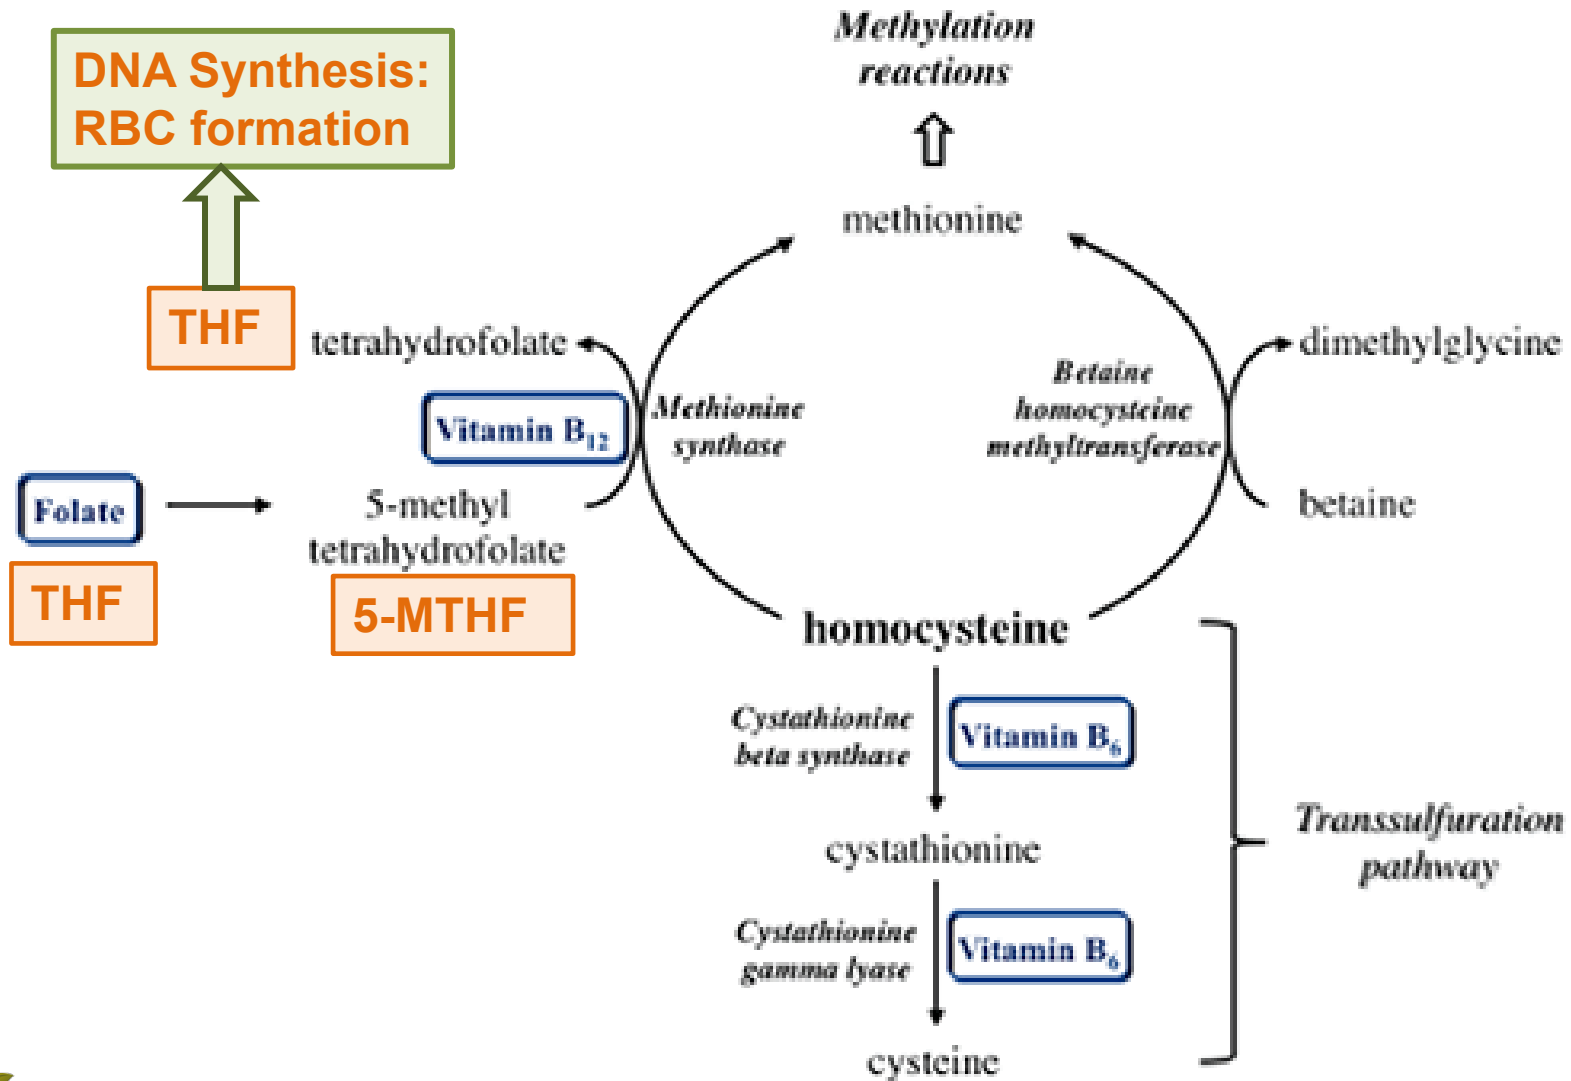 DNA Synthesis:
RBC formation
Methylation
reactions
methionine
THF
tetrahydrofolate
dimethylglycine
Vitamin B₁₂
Methionine
synthase
Betaine
homocysteine
methyltransferase
Folate
5-methyl
tetrahydrofolate
betaine
THF
5-MTHF
homocysteine
Cystathionine
beta synthase
Vitamin B₆
cystathionine
Transsulfuration
pathway
Cystathionine
gamma lyase
Vitamin B₆
cysteine